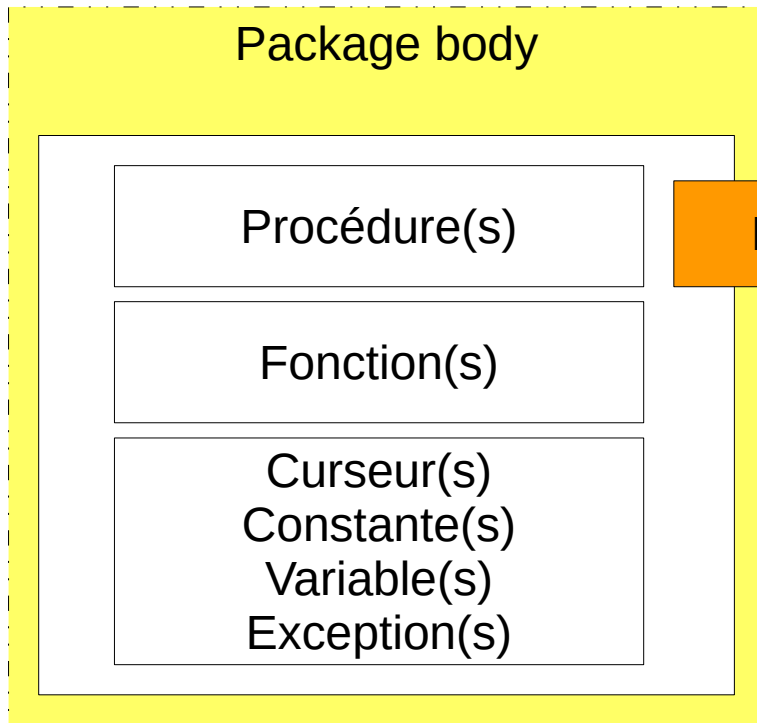 Package body
Procédure(s)
Fonction(s)
Curseur(s)
Constante(s)
Variable(s)
Exception(s)